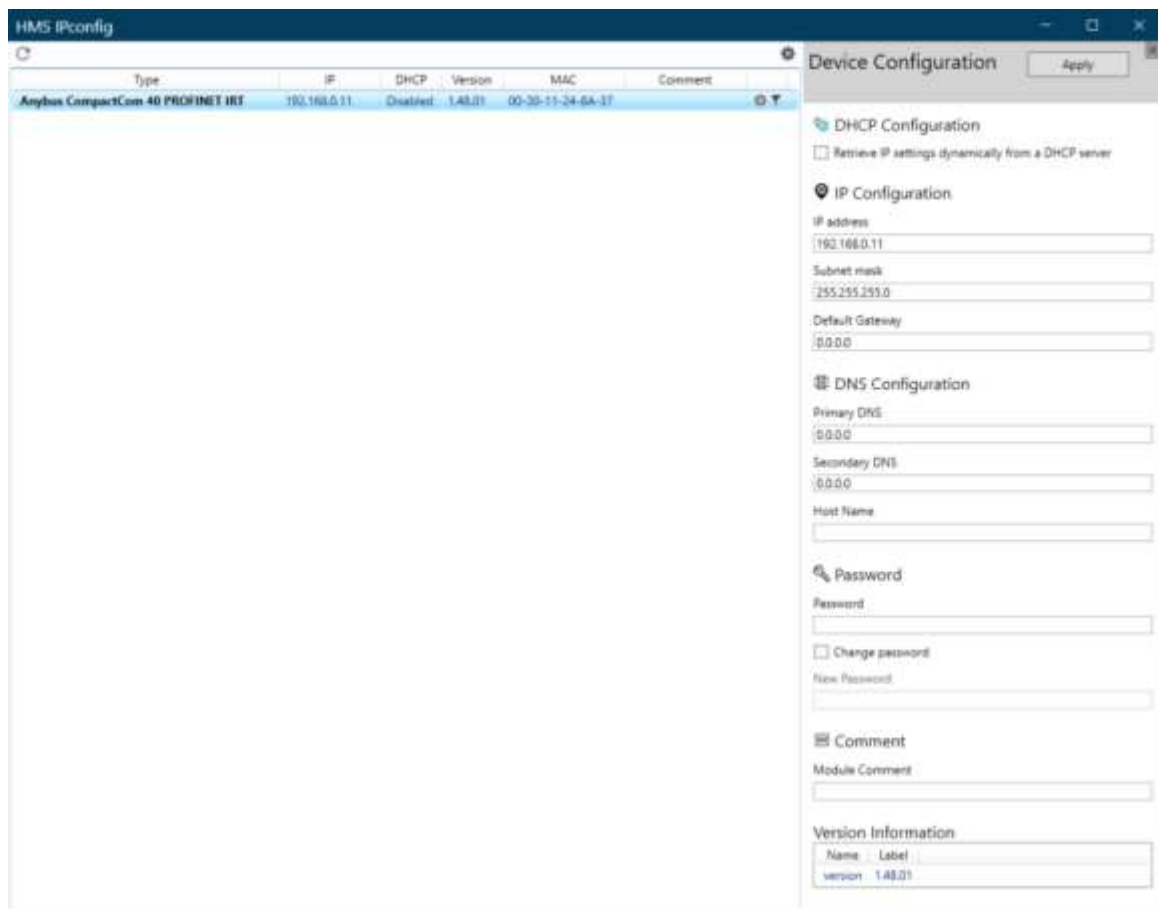 HMS IPconfig
Type IP DHCP Version MAC Comment
Anybus CompactCom 40 PROFINET IRT 192.168.0.11 Disabled 1.48.01 00-30-11-24-8A-37
Device Configuration Apply
DHCP Configuration
Retrieve IP settings dynamically from a DHCP server
IP Configuration
IP address
192.168.0.11
Subnet mask
255.255.255.0
Default Gateway
0.0.0.0
DNS Configuration
Primary DNS
0.0.0.0
Secondary DNS
0.0.0.0
Host Name
Password
Password
Change password
New Password
Comment
Module Comment
Version Information
Name Label
version 1.48.01